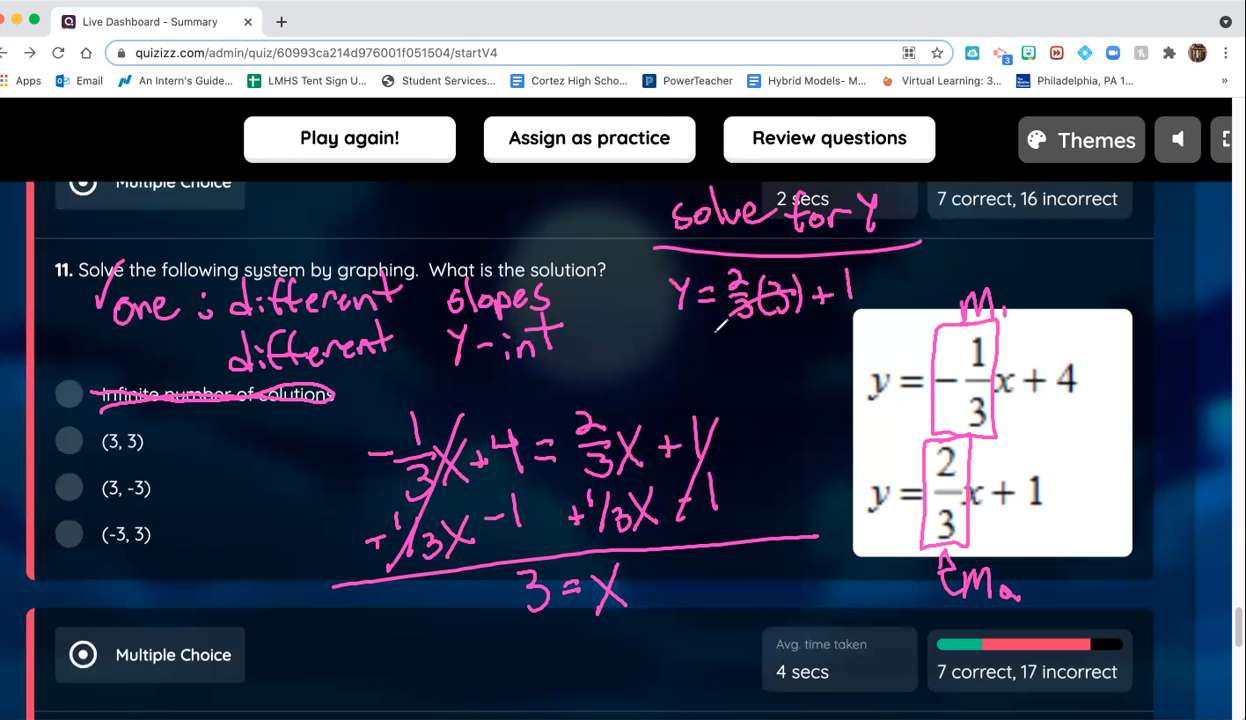 Live Dashboard - Summary
quizizz.com/admin/quiz/60993ca214d976001f051504/startV4
3
Apps
Email
An Intern's Guide...
LMHS Tent Sign U...
Student Services...
Cortez High Scho...
PowerTeacher
Hybrid Models- M...
Virtual Learning: 3...
Philadelphia, PA 1...
»
Play again!
Assign as practice
Review questions
Themes
Multiple Choice
2 secs
7 correct, 16 incorrect
solve for Y
11. Solve the following system by graphing. What is the solution?
Y = 2/3(3) + 1
✓one : different slopes
different Y-int
M1
y = -1/3x + 4
y = 2/3x + 1
M2
Infinite number of solutions
(3, 3)
(3, -3)
(-3, 3)
-1/3X +4 = 2/3X + 1
+1/3X -1 +1/3X -1
3 = X
Multiple Choice
Avg. time taken
4 secs
7 correct, 17 incorrect